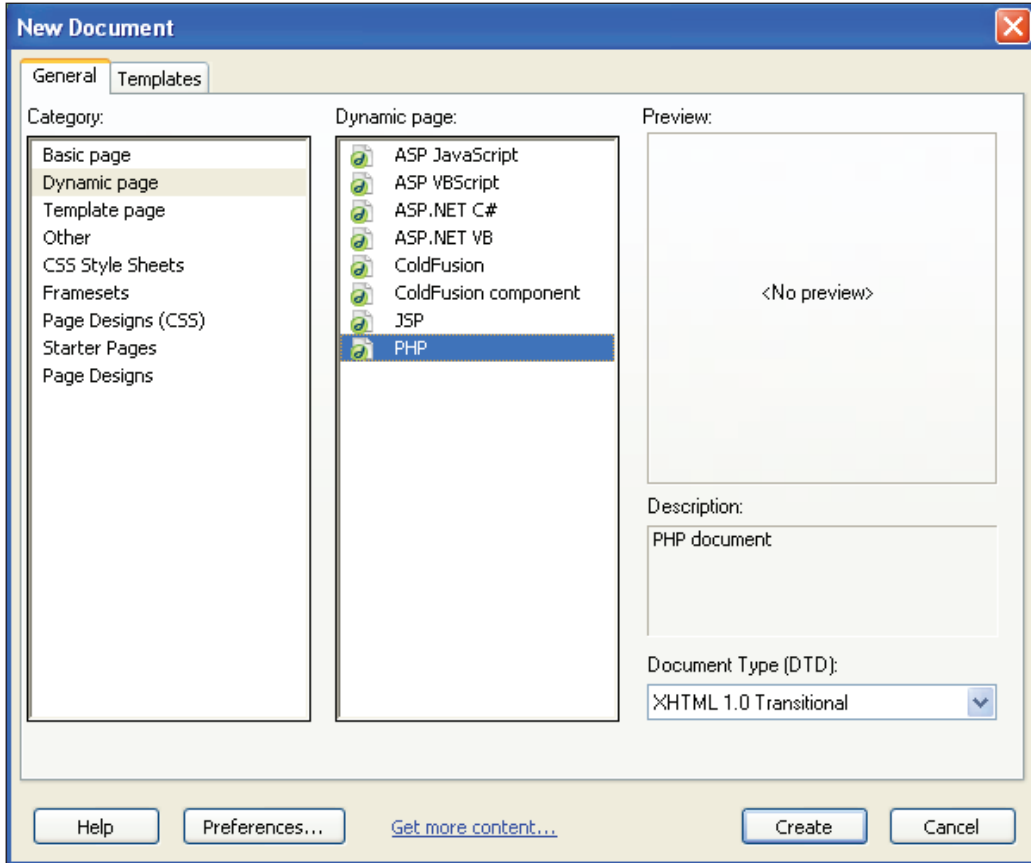 New Document
General
Templates
Category:
Basic page
Dynamic page
Template page
Other
CSS Style Sheets
Framesets
Page Designs (CSS)
Starter Pages
Page Designs
Dynamic page:
ASP JavaScript
ASP VBScript
ASP.NET C#
ASP.NET VB
ColdFusion
ColdFusion component
JSP
PHP
Preview:
<No preview>
Description:
PHP document
Document Type (DTD):
XHTML 1.0 Transitional
Help
Preferences...
Get more content...
Create
Cancel